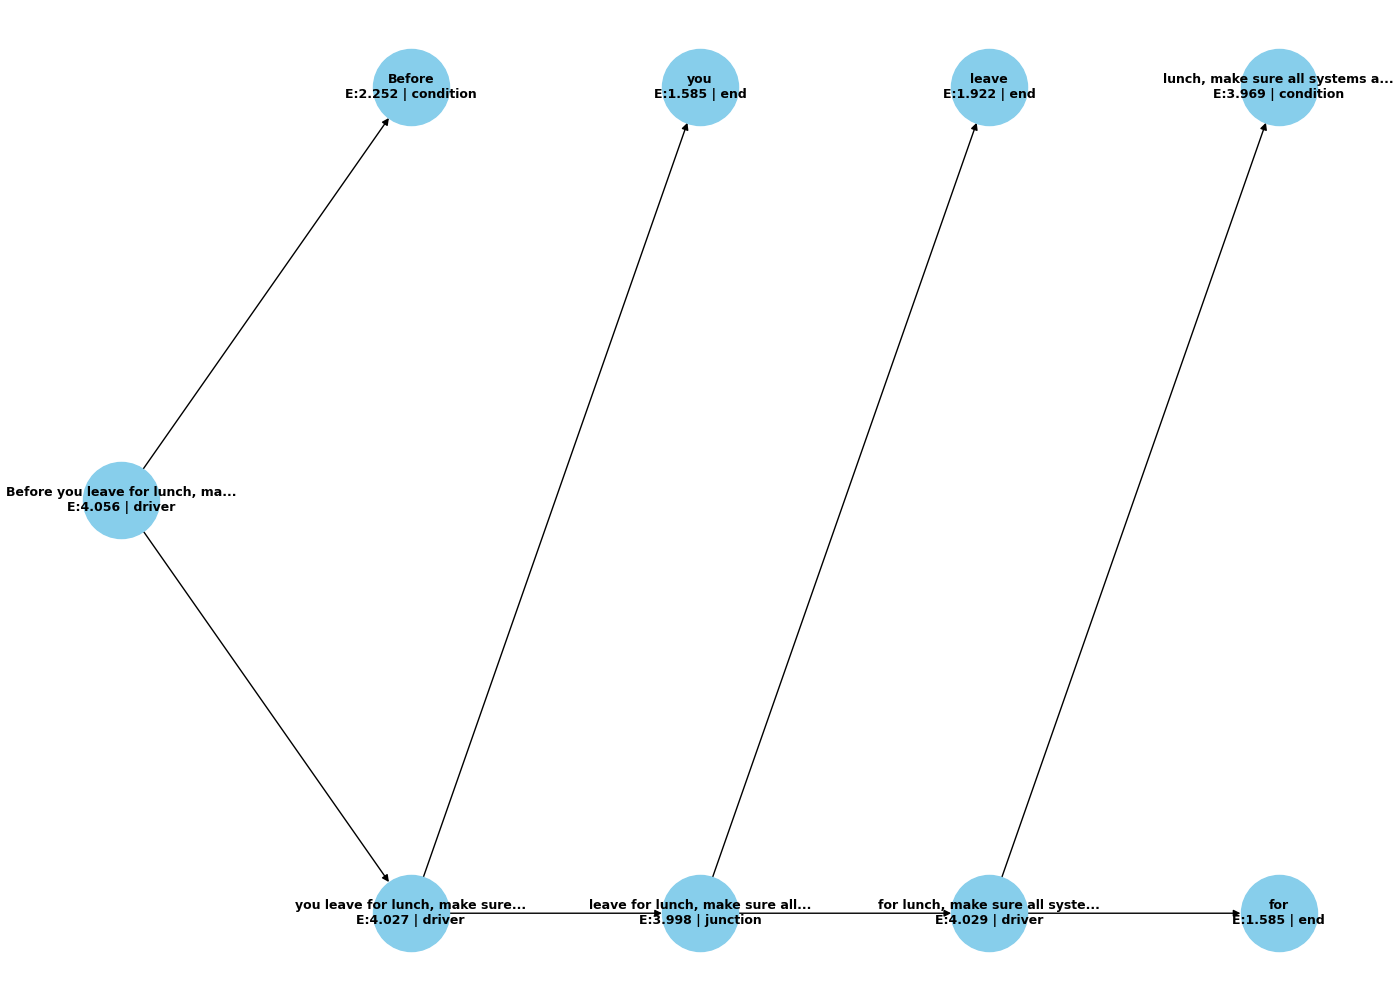 Before
E:2.252 | condition
you
E:1.585 | end
leave
E:1.922 | end
lunch, make sure all systems a...
E:3.969 | condition
Before you leave for lunch, ma...
E:4.056 | driver
you leave for lunch, make sure...
E:4.027 | driver
leave for lunch, make sure all...
E:3.998 | junction
for lunch, make sure all syste...
E:4.029 | driver
for
E:1.585 | end